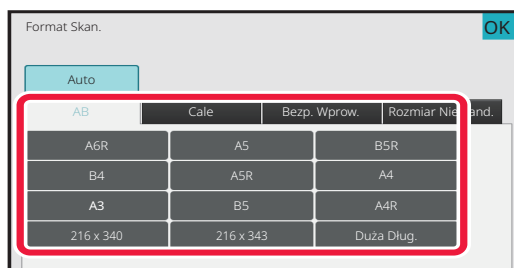 Format Skan. OK
Auto
AB Cale Bezp. Wprow. Rozmiar Nie and.
A6R A5 B5R
B4 A5R A4
A3 B5 A4R
216 x 340 216 x 343 Duża Dług.